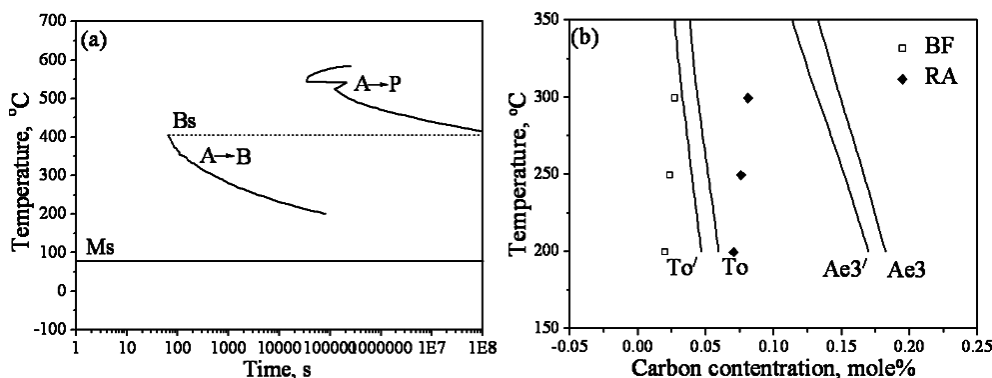 (a)
700
600
500
400
300
200
100
0
-100
Temperature, °C
A→P
Bs
A→B
Ms
1
10
100
1000
10000
100000
1000000
1E7
1E8
Time, s
(b)
350
300
250
200
150
Temperature, °C
BF
RA
To′
To
Ae3′
Ae3
-0.05
0.00
0.05
0.10
0.15
0.20
0.25
Carbon contentration, mole%